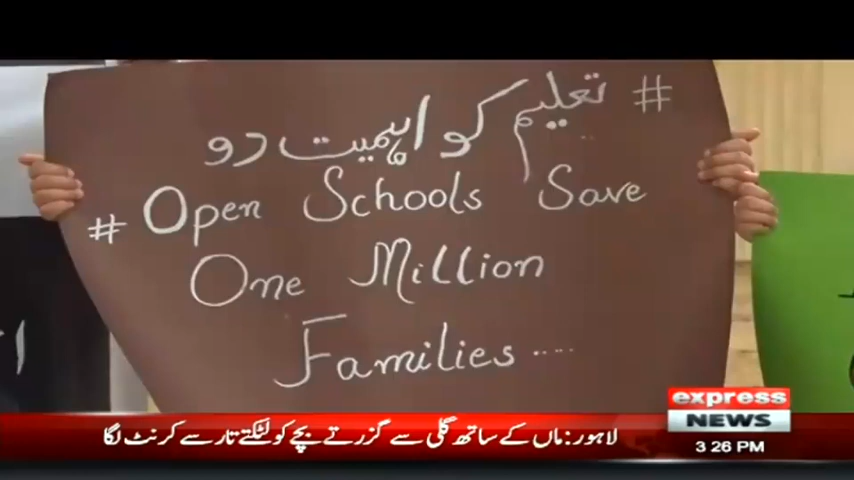 # تعلیم کو اہمیت دو
# Open Schools Save
One Million
Families ....
express
NEWS
3:26 PM
لاہور: ماں کے ساتھ گلی سے گزرتے بچے کو لٹکتے تار سے کرنٹ لگا